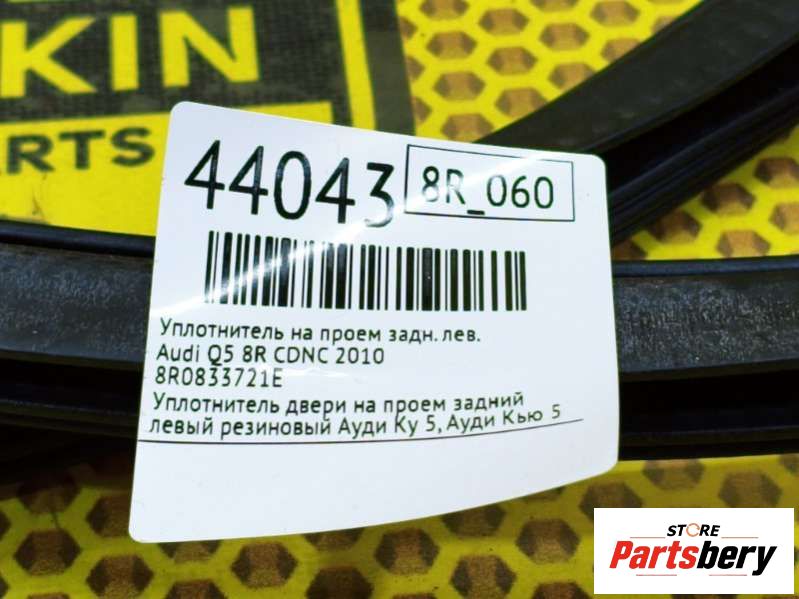 KIN
ARTS
44043
8R_060
Уплотнитель на проем задн. лев.
Audi Q5 8R CDNC 2010
8R0833721E
Уплотнитель двери на проем задний
левый резиновый Ауди Ку 5, Ауди Кью 5
STORE
Partsbery